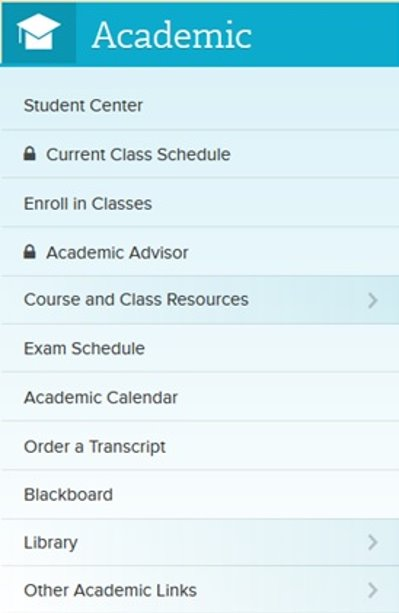 Academic
Student Center
Current Class Schedule
Enroll in Classes
Academic Advisor
Course and Class Resources
Exam Schedule
Academic Calendar
Order a Transcript
Blackboard
Library
Other Academic Links